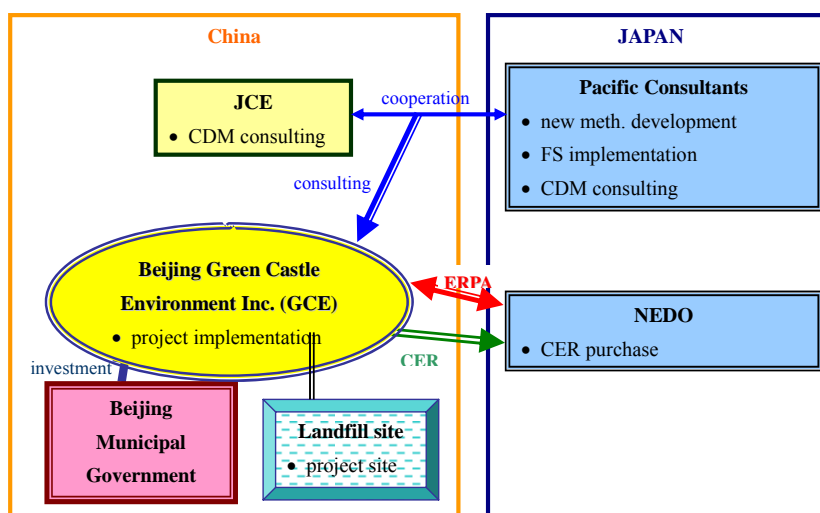 China
JAPAN
JCE
• CDM consulting
cooperation
Pacific Consultants
• new meth. development
• FS implementation
• CDM consulting
consulting
Beijing Green Castle
Environment Inc. (GCE)
• project implementation
ERPA
CER
NEDO
• CER purchase
investment
Beijing
Municipal
Government
Landfill site
• project site